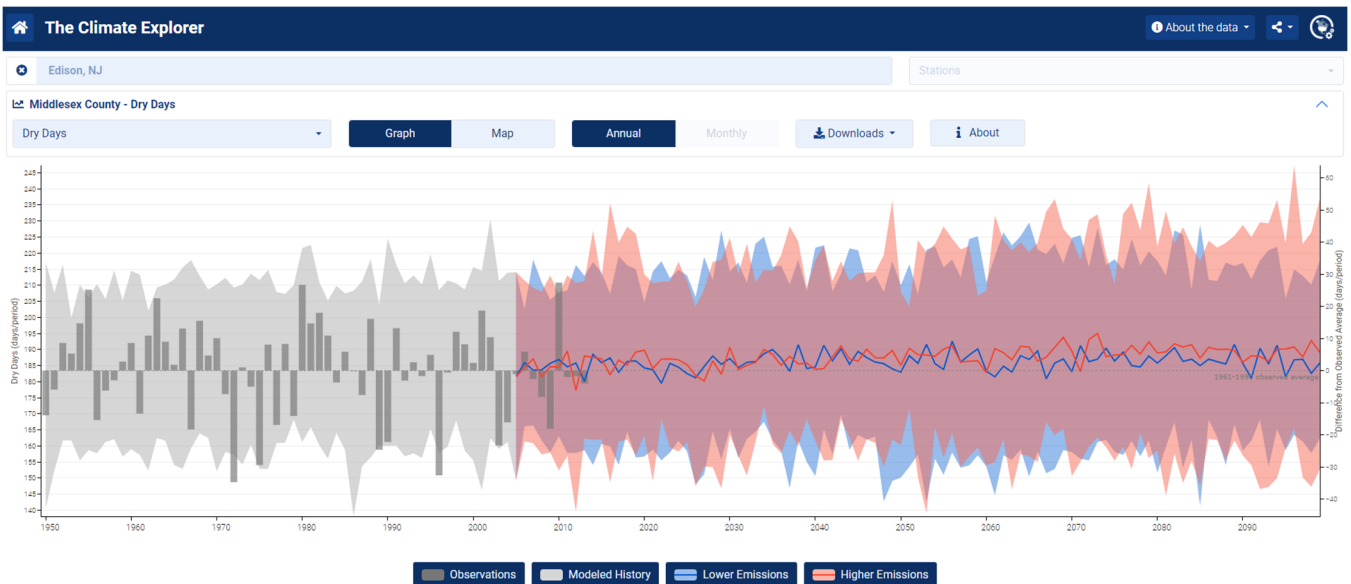 The Climate Explorer
About the data
Edison, NJ
Stations
Middlesex County - Dry Days
Dry Days
Graph
Map
Annual
Monthly
Downloads
About
245
240
235
230
225
220
215
210
205
200
195
190
185
180
175
170
165
160
155
150
145
140
Dry Days (days/period)
60
50
40
30
20
10
0
-10
-20
-30
-40
Difference from Observed Average (days/period)
1961-1990 observed average
1950
1960
1970
1980
1990
2000
2010
2020
2030
2040
2050
2060
2070
2080
2090
Observations
Modeled History
Lower Emissions
Higher Emissions